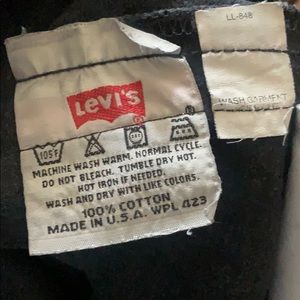 Levi's
®
105F
MACHINE WASH WARM. NORMAL CYCLE.
DO NOT BLEACH. TUMBLE DRY HOT.
HOT IRON IF NEEDED.
WASH AND DRY WITH LIKE COLORS.
100% COTTON
MADE IN U.S.A. WPL 423
LL-848
WASH GARMENT